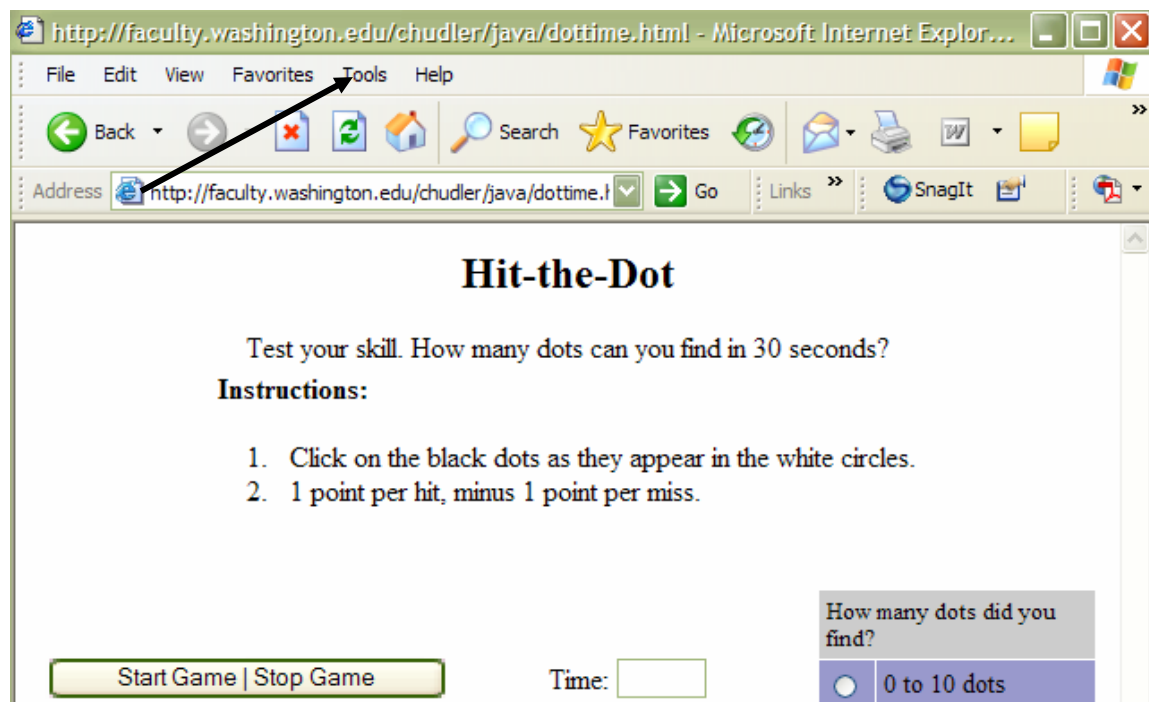 http://faculty.washington.edu/chudler/java/dottime.html - Microsoft Internet Explor...
File Edit View Favorites Tools Help
Back Search Favorites W »
Address http://faculty.washington.edu/chudler/java/dottime.h Go Links » SnagIt
Hit-the-Dot
Test your skill. How many dots can you find in 30 seconds?
Instructions:
1. Click on the black dots as they appear in the white circles.
2. 1 point per hit, minus 1 point per miss.
How many dots did you
find?
Start Game | Stop Game Time: 0 to 10 dots